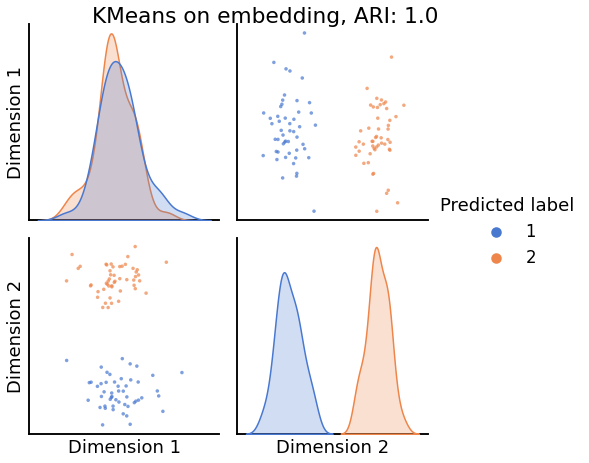 KMeans on embedding, ARI: 1.0
Dimension 1
Predicted label
1
2
Dimension 2
Dimension 1
Dimension 2